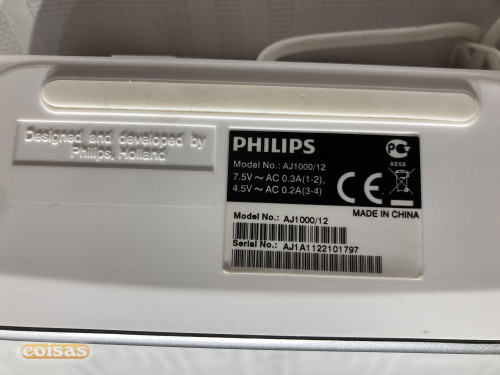 Designed and developed by
Philips, Holland
PHILIPS
Model No.: AJ1000/12
7.5V ~ AC 0.3A(1-2),
4.5V ~ AC 0.2A(3-4)
AE68
CE
MADE IN CHINA
Model No.: AJ1000/12
Serial No.: AJ1A1122101797
coisas